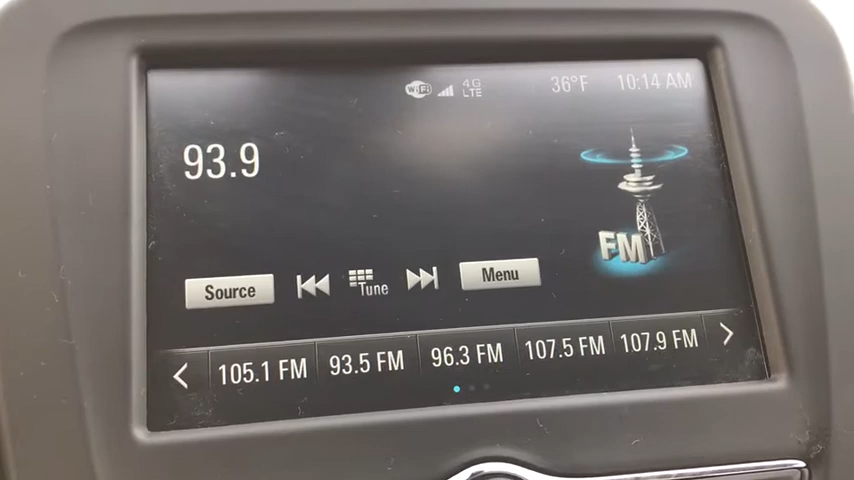 WiFi 4G LTE 36°F 10:14 AM
93.9
FM
Source Tune Menu
105.1 FM 93.5 FM 96.3 FM 107.5 FM 107.9 FM